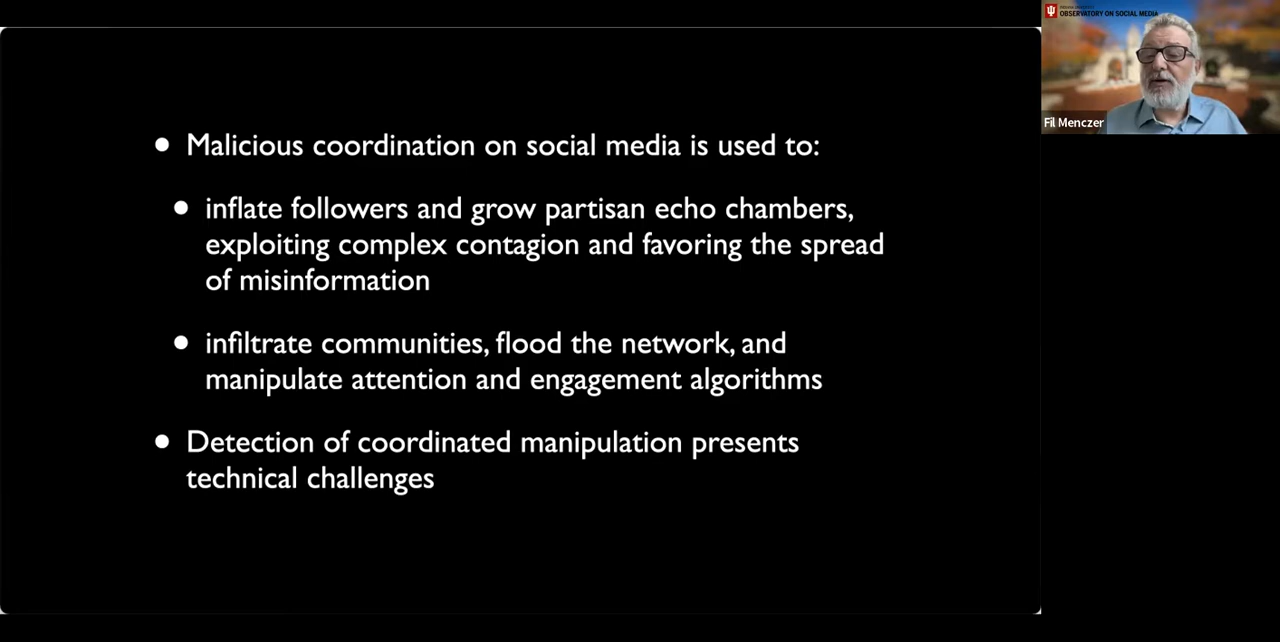 OBSERVATORY ON SOCIAL MEDIA
Fil Menczer
Malicious coordination on social media is used to:
inflate followers and grow partisan echo chambers,
exploiting complex contagion and favoring the spread
of misinformation
infiltrate communities, flood the network, and
manipulate attention and engagement algorithms
Detection of coordinated manipulation presents
technical challenges